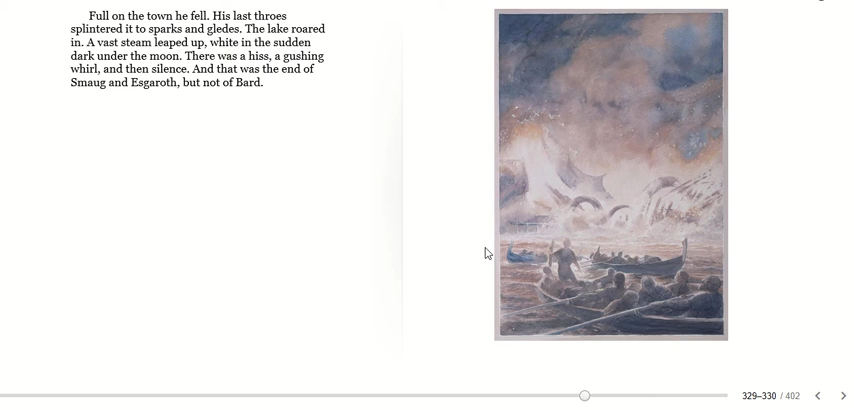 Full on the town he fell. His last throes
splintered it to sparks and gledes. The lake roared
in. A vast steam leaped up, white in the sudden
dark under the moon. There was a hiss, a gushing
whirl, and then silence. And that was the end of
Smaug and Esgaroth, but not of Bard.
329–330 / 402